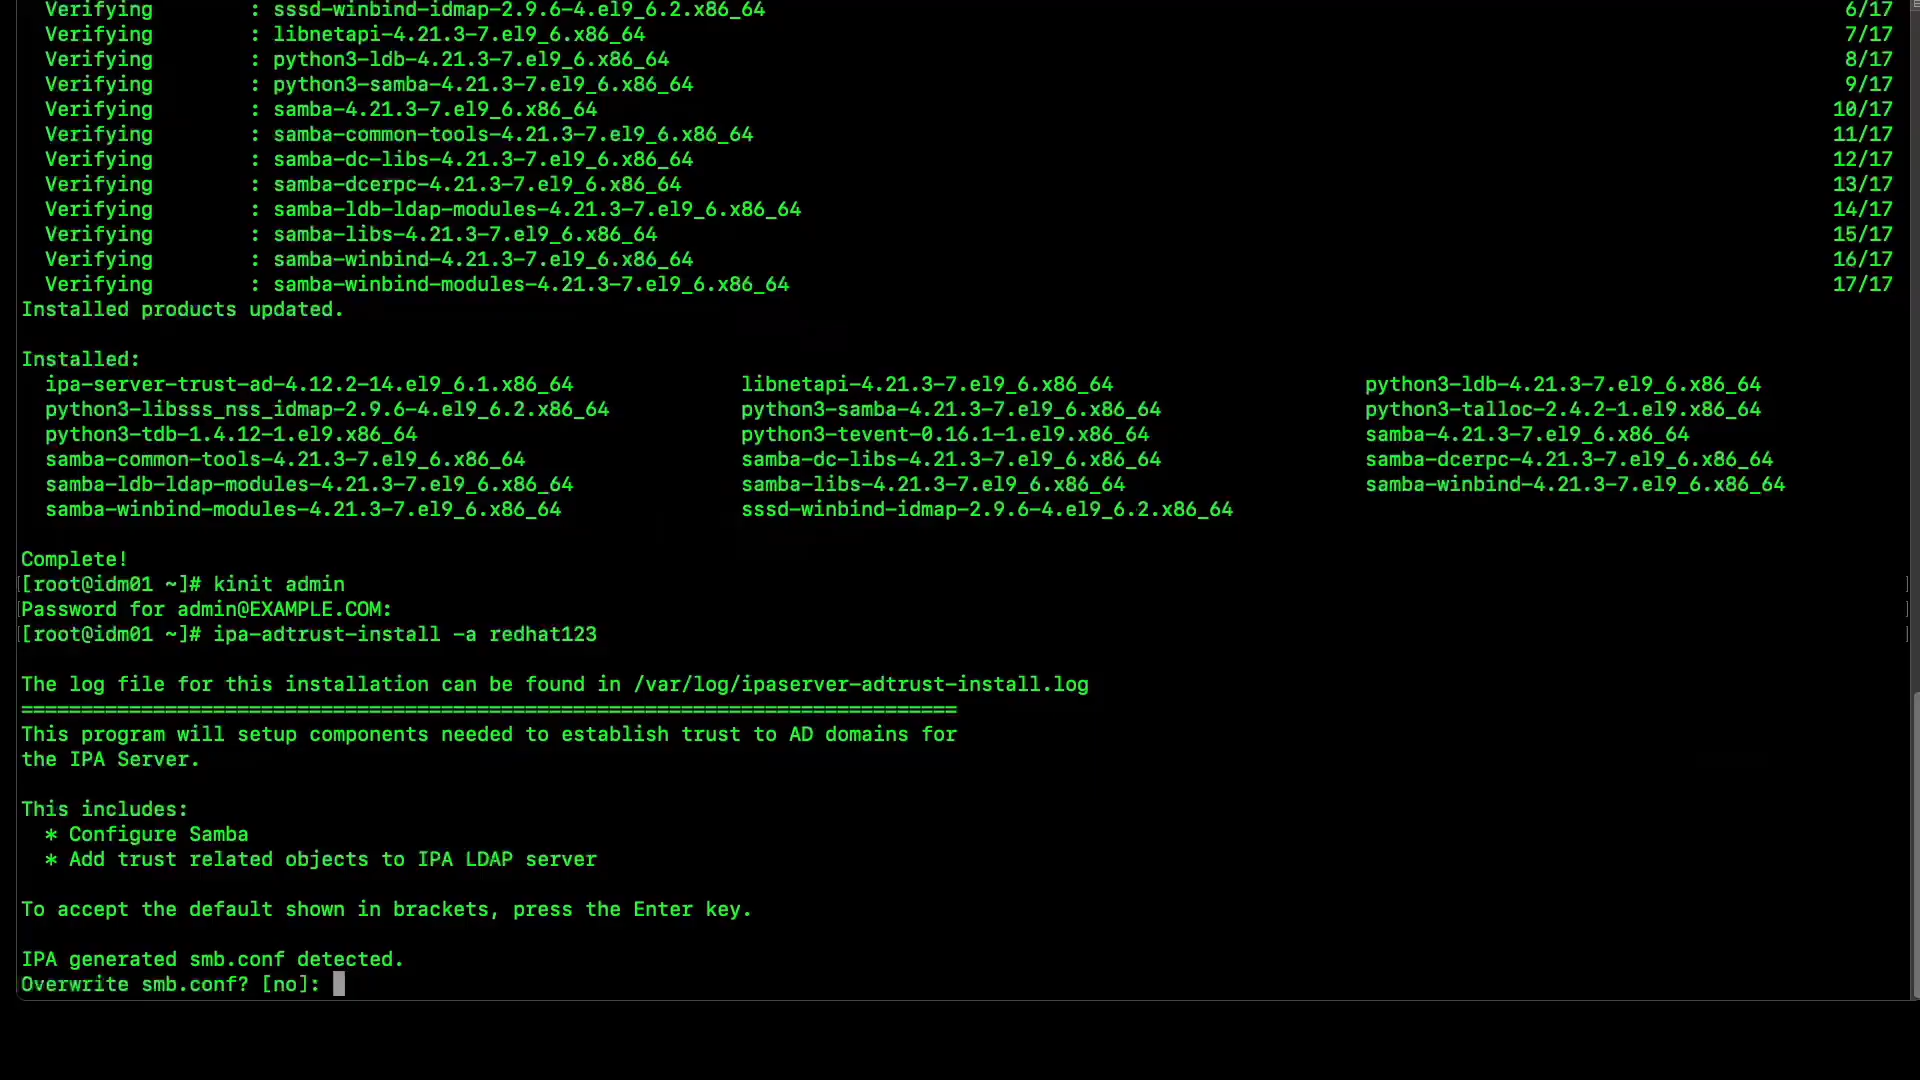 Verifying : sssd-winbind-idmap-2.9.6-4.el9_6.2.x86_64 6/17
Verifying : libnetapi-4.21.3-7.el9_6.x86_64 7/17
Verifying : python3-ldb-4.21.3-7.el9_6.x86_64 8/17
Verifying : python3-samba-4.21.3-7.el9_6.x86_64 9/17
Verifying : samba-4.21.3-7.el9_6.x86_64 10/17
Verifying : samba-common-tools-4.21.3-7.el9_6.x86_64 11/17
Verifying : samba-dc-libs-4.21.3-7.el9_6.x86_64 12/17
Verifying : samba-dcerpc-4.21.3-7.el9_6.x86_64 13/17
Verifying : samba-ldb-ldap-modules-4.21.3-7.el9_6.x86_64 14/17
Verifying : samba-libs-4.21.3-7.el9_6.x86_64 15/17
Verifying : samba-winbind-4.21.3-7.el9_6.x86_64 16/17
Verifying : samba-winbind-modules-4.21.3-7.el9_6.x86_64 17/17
Installed products updated.
Installed:
ipa-server-trust-ad-4.12.2-14.el9_6.1.x86_64 libnetapi-4.21.3-7.el9_6.x86_64 python3-ldb-4.21.3-7.el9_6.x86_64
python3-libsss_nss_idmap-2.9.6-4.el9_6.2.x86_64 python3-samba-4.21.3-7.el9_6.x86_64 python3-talloc-2.4.2-1.el9.x86_64
python3-tdb-1.4.12-1.el9.x86_64 python3-tevent-0.16.1-1.el9.x86_64 samba-4.21.3-7.el9_6.x86_64
samba-common-tools-4.21.3-7.el9_6.x86_64 samba-dc-libs-4.21.3-7.el9_6.x86_64 samba-dcerpc-4.21.3-7.el9_6.x86_64
samba-ldb-ldap-modules-4.21.3-7.el9_6.x86_64 samba-libs-4.21.3-7.el9_6.x86_64 samba-winbind-4.21.3-7.el9_6.x86_64
samba-winbind-modules-4.21.3-7.el9_6.x86_64 sssd-winbind-idmap-2.9.6-4.el9_6.2.x86_64
Complete!
[root@idm01 ~]# kinit admin
Password for admin@EXAMPLE.COM:
[root@idm01 ~]# ipa-adtrust-install -a redhat123
The log file for this installation can be found in /var/log/ipaserver-adtrust-install.log
==============================================================================
This program will setup components needed to establish trust to AD domains for
the IPA Server.
This includes:
* Configure Samba
* Add trust related objects to IPA LDAP server
To accept the default shown in brackets, press the Enter key.
IPA generated smb.conf detected.
Overwrite smb.conf? [no]: